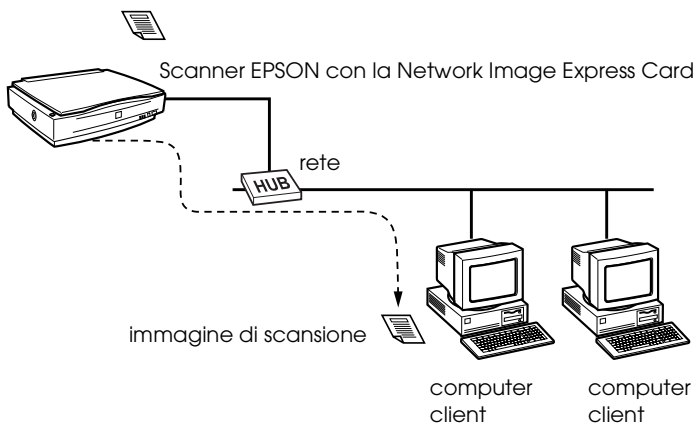 Scanner EPSON con la Network Image Express Card
rete
HUB
immagine di scansione
computer
client
computer
client